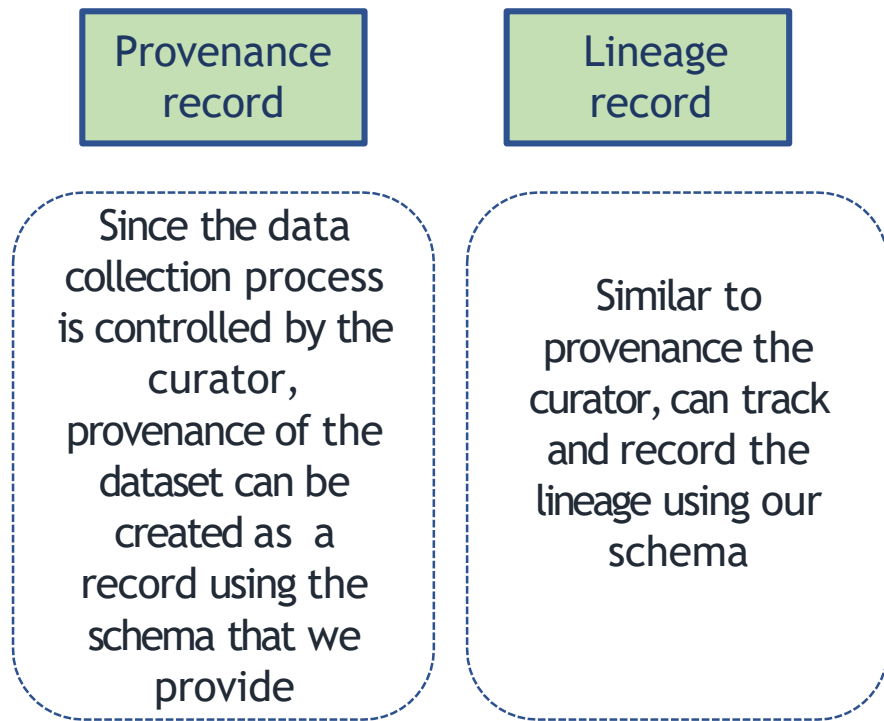 Provenance
record
Lineage
record
Since the data
collection process
is controlled by the
curator,
provenance of the
dataset can be
created as a
record using the
schema that we
provide
Similar to
provenance the
curator, can track
and record the
lineage using our
schema